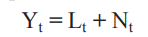 Yₜ = Lₜ + Nₜ